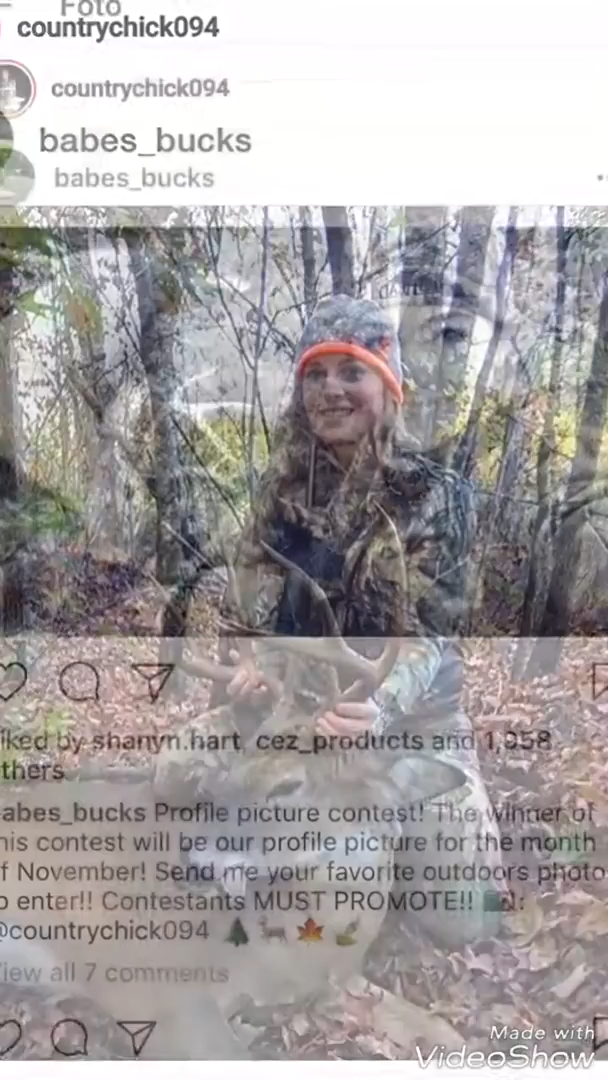 Foto
countrychick094
countrychick094
babes_bucks
babes_bucks
iked by shanyn.hart, cez_products and 1,958
thers
abes_bucks Profile picture contest! The winner of
his contest will be our profile picture for the month
f November! Send me your favorite outdoors photo
o enter!! Contestants MUST PROMOTE!! 📷:
@countrychick094 🌲🦌🍁🍃
iew all 7 comments
Made with
VideoShow